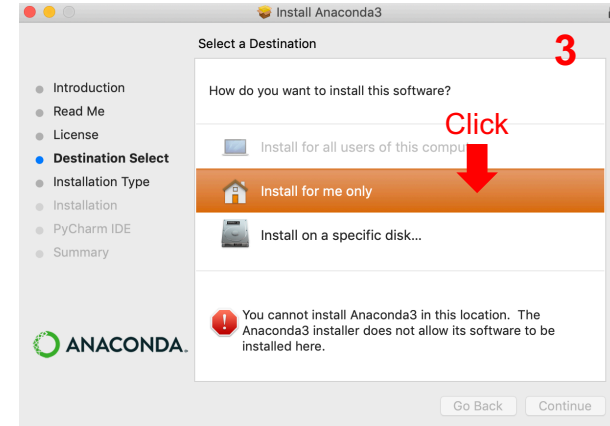 Install Anaconda3
Select a Destination
3
Introduction
Read Me
License
Destination Select
Installation Type
Installation
PyCharm IDE
Summary
How do you want to install this software?
Click
Install for all users of this compu
Install for me only
Install on a specific disk...
You cannot install Anaconda3 in this location. The
Anaconda3 installer does not allow its software to be
installed here.
ANACONDA.
Go Back
Continue